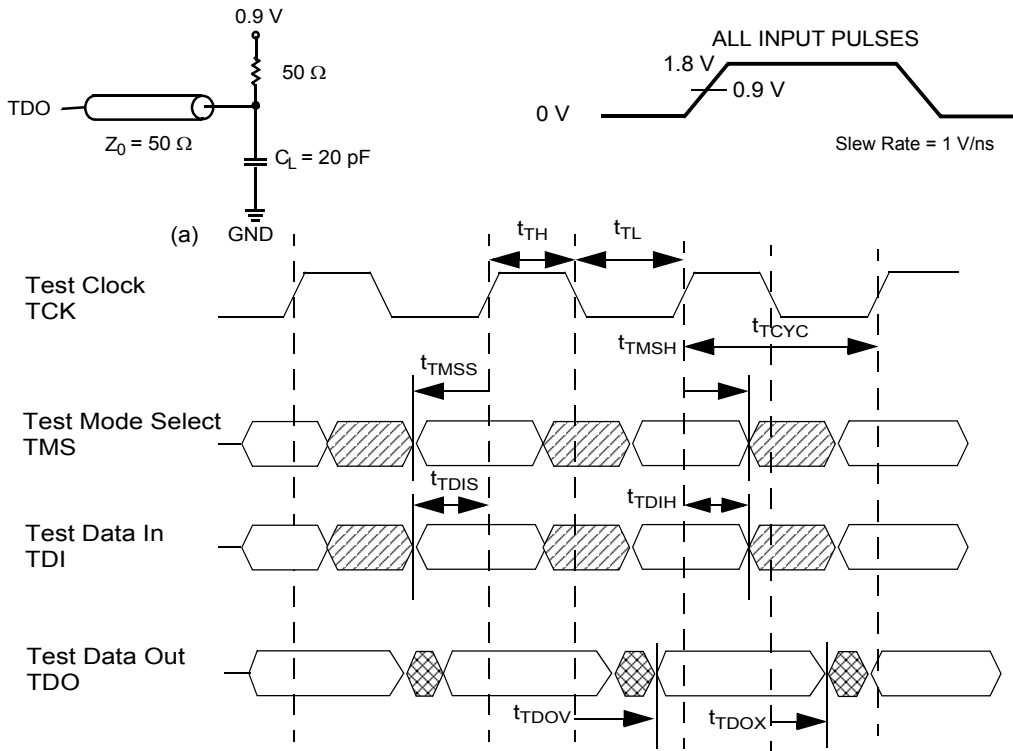 0.9 V
50 Ω
TDO
Z0 = 50 Ω
CL = 20 pF
(a)
GND
ALL INPUT PULSES
1.8 V
0.9 V
0 V
Slew Rate = 1 V/ns
tTH
tTL
Test Clock
TCK
tTCYC
tTMSH
tTMSS
Test Mode Select
TMS
tTDIS
tTDIH
Test Data In
TDI
Test Data Out
TDO
tTDOV
tTDOX